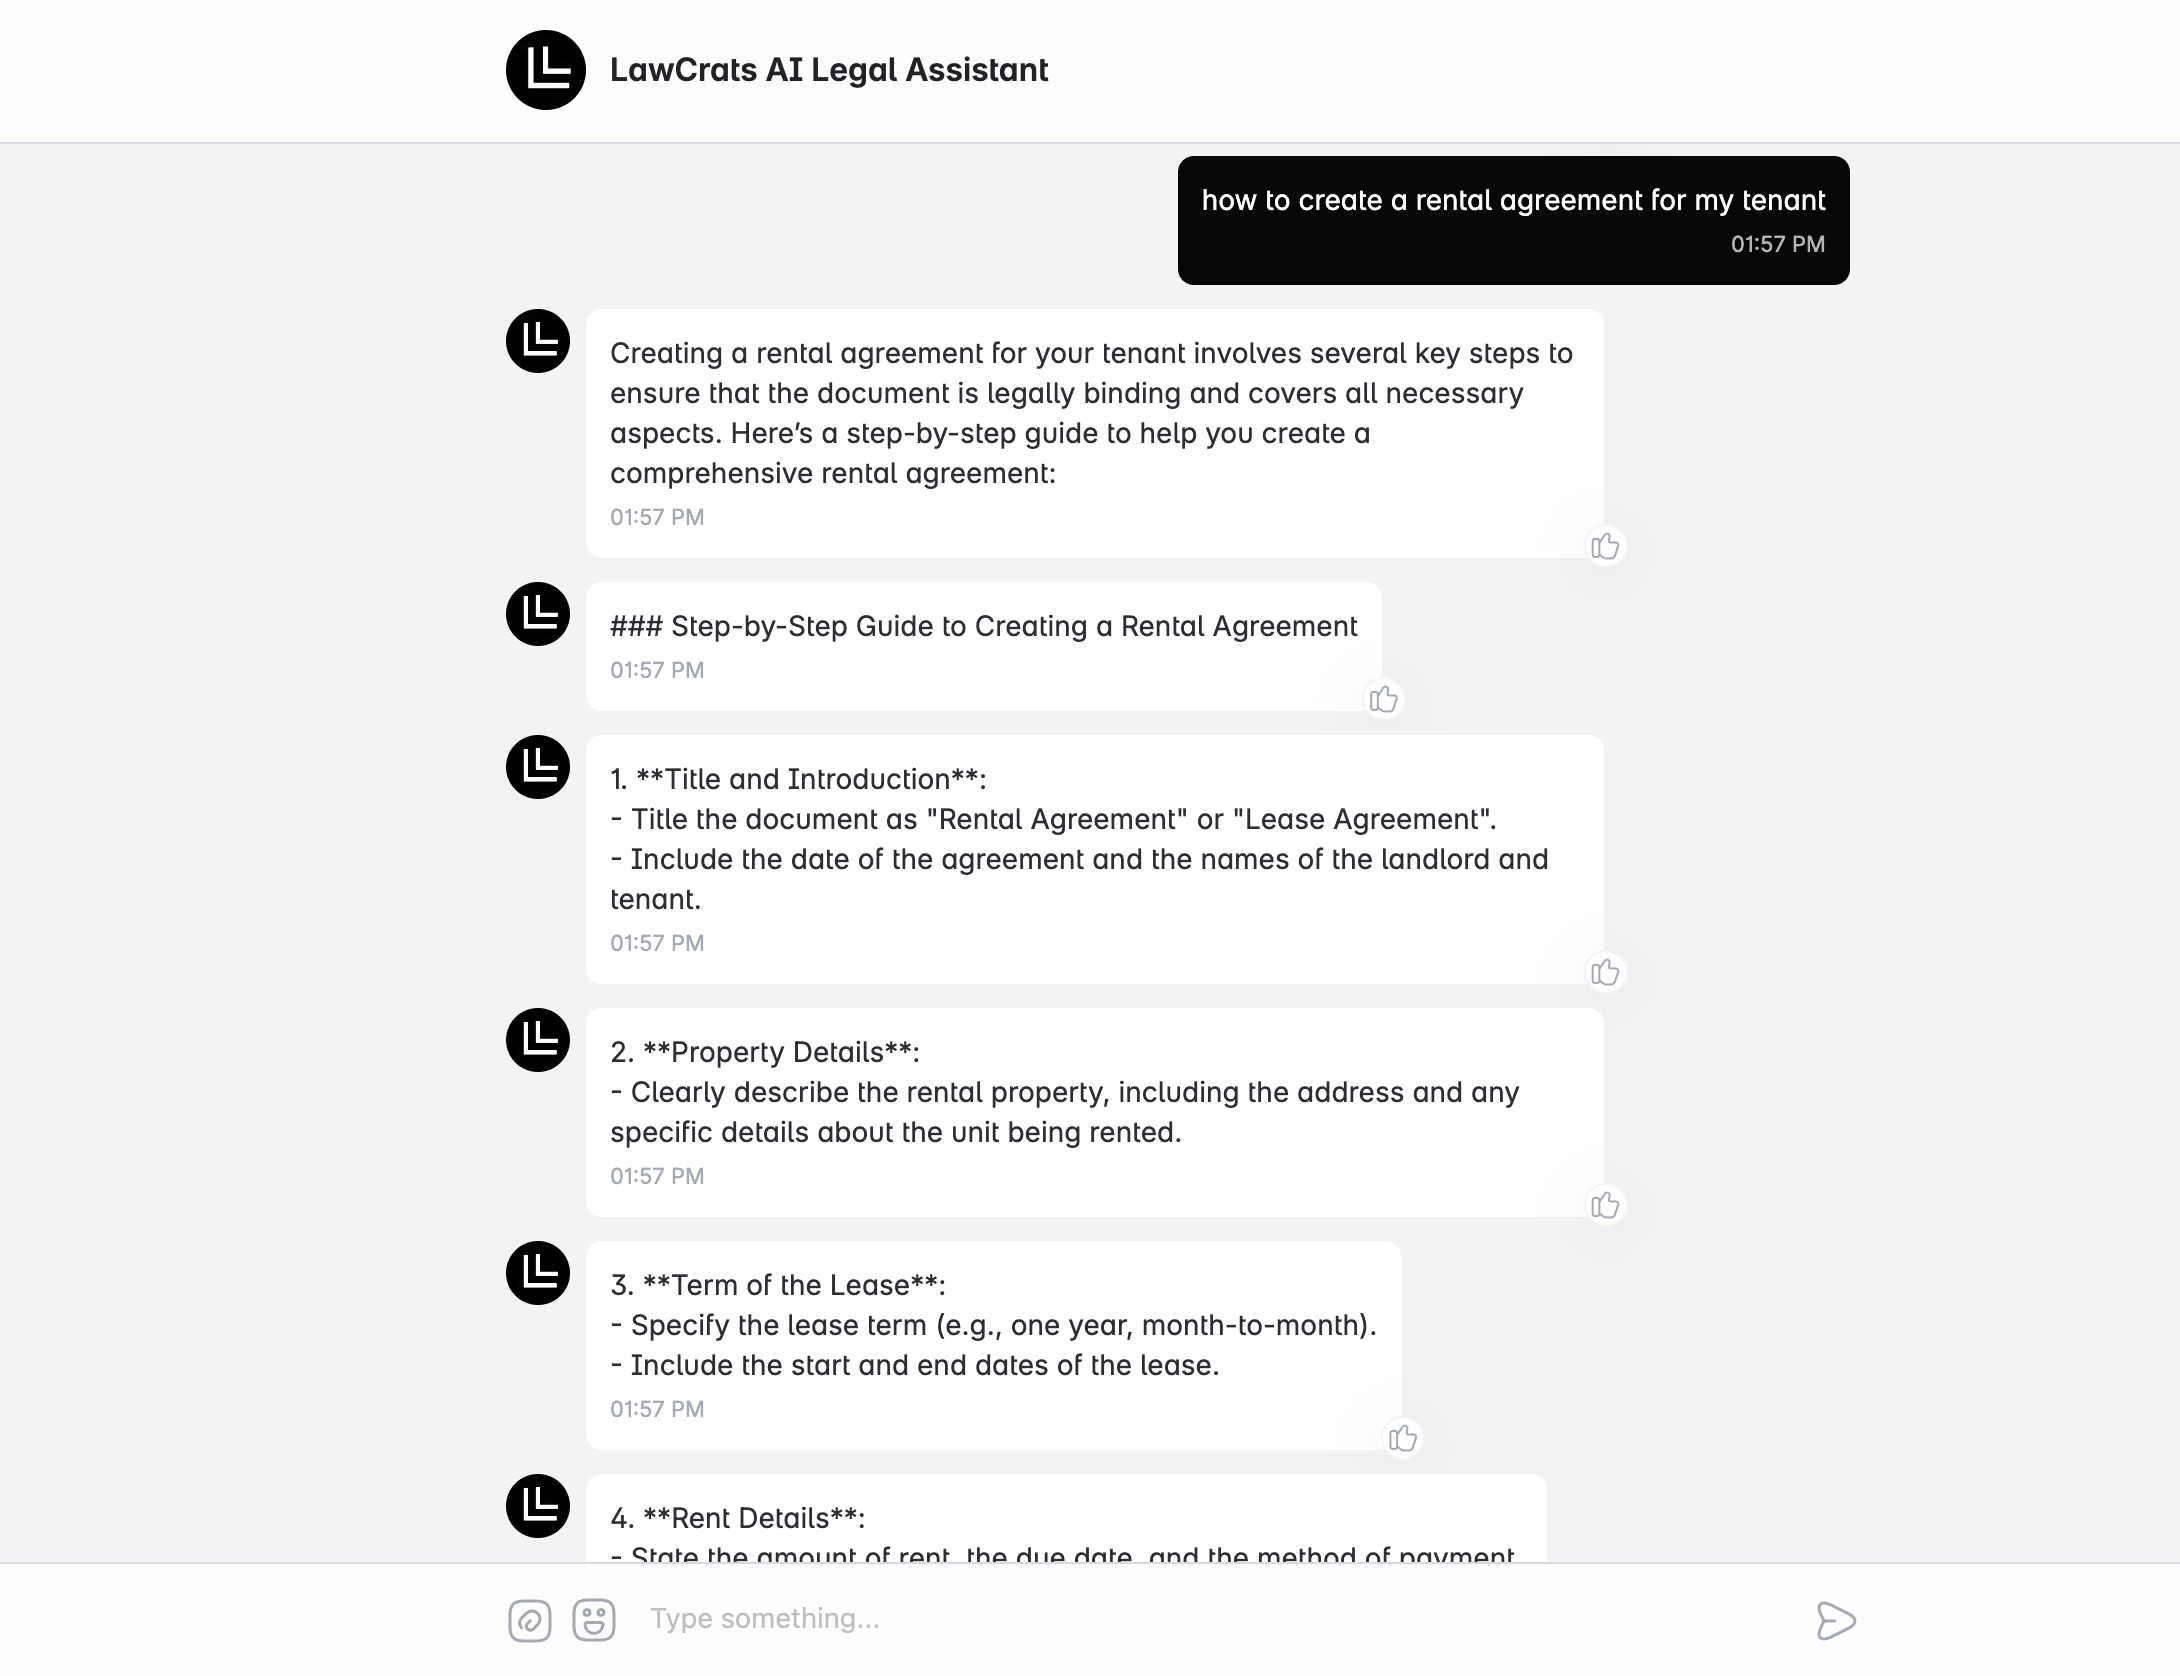 LawCrats AI Legal Assistant
how to create a rental agreement for my tenant
01:57 PM
Creating a rental agreement for your tenant involves several key steps to
ensure that the document is legally binding and covers all necessary
aspects. Here’s a step-by-step guide to help you create a
comprehensive rental agreement:
01:57 PM
### Step-by-Step Guide to Creating a Rental Agreement
01:57 PM
1. **Title and Introduction**:
- Title the document as "Rental Agreement" or "Lease Agreement".
- Include the date of the agreement and the names of the landlord and
tenant.
01:57 PM
2. **Property Details**:
- Clearly describe the rental property, including the address and any
specific details about the unit being rented.
01:57 PM
3. **Term of the Lease**:
- Specify the lease term (e.g., one year, month-to-month).
- Include the start and end dates of the lease.
01:57 PM
4. **Rent Details**:
- State the amount of rent, the due date, and the method of payment
Type something...